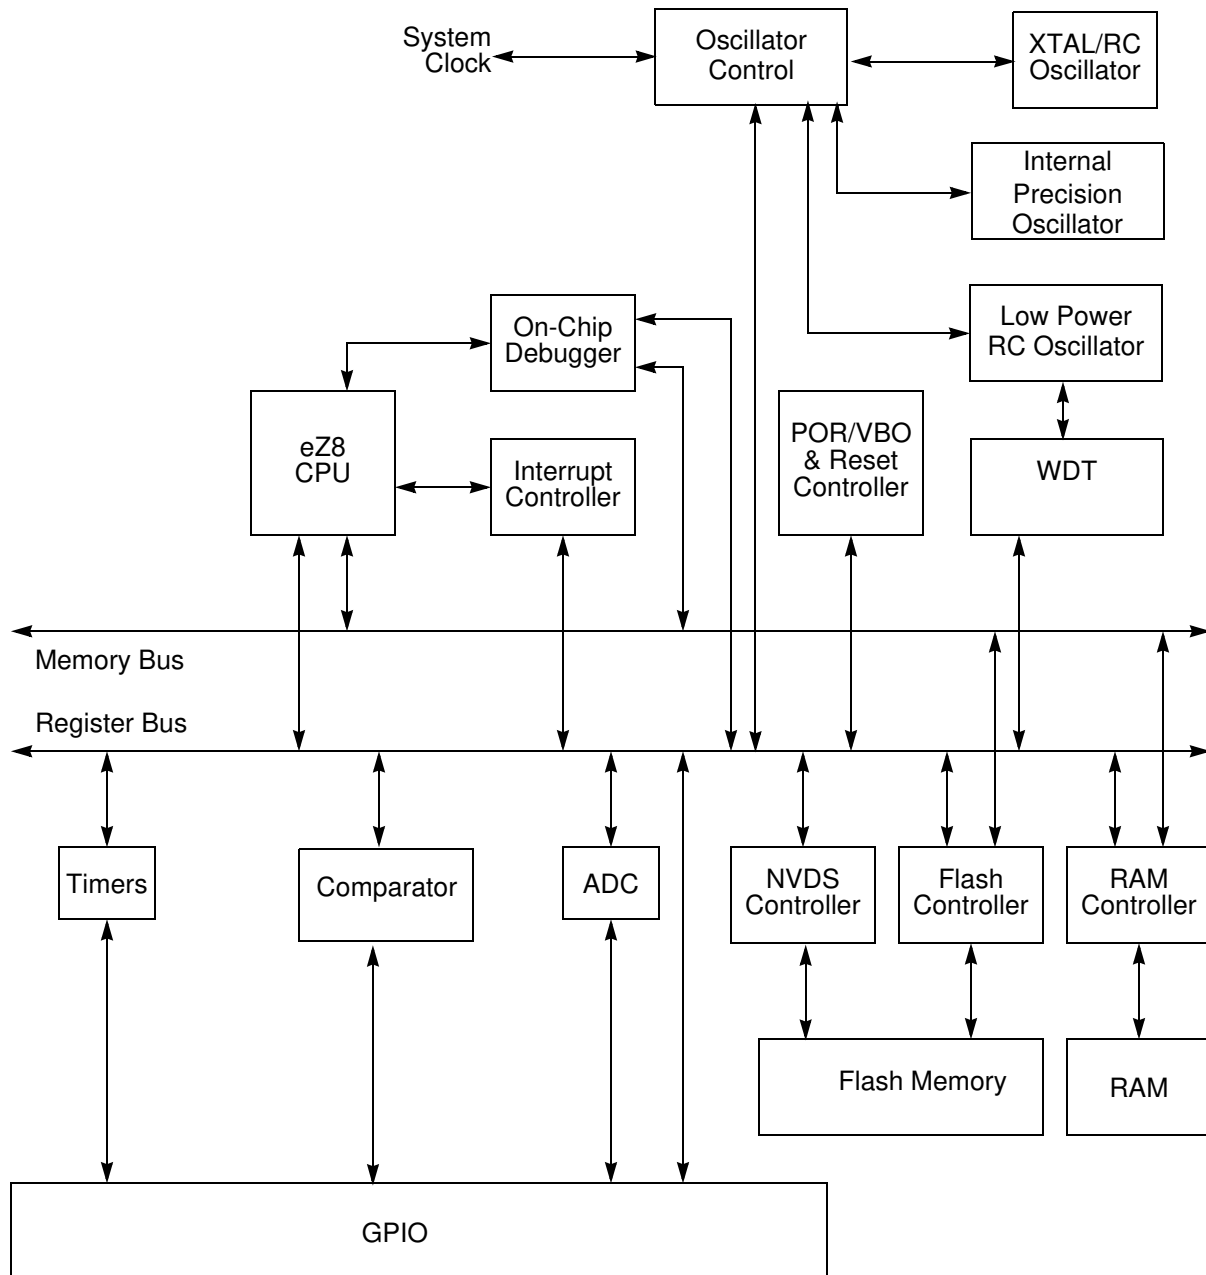 System
Clock
Oscillator
Control
XTAL/RC
Oscillator
Internal
Precision
Oscillator
Low Power
RC Oscillator
On-Chip
Debugger
eZ8
CPU
Interrupt
Controller
POR/VBO
& Reset
Controller
WDT
Memory Bus
Register Bus
Timers
Comparator
ADC
NVDS
Controller
Flash
Controller
RAM
Controller
Flash Memory
RAM
GPIO